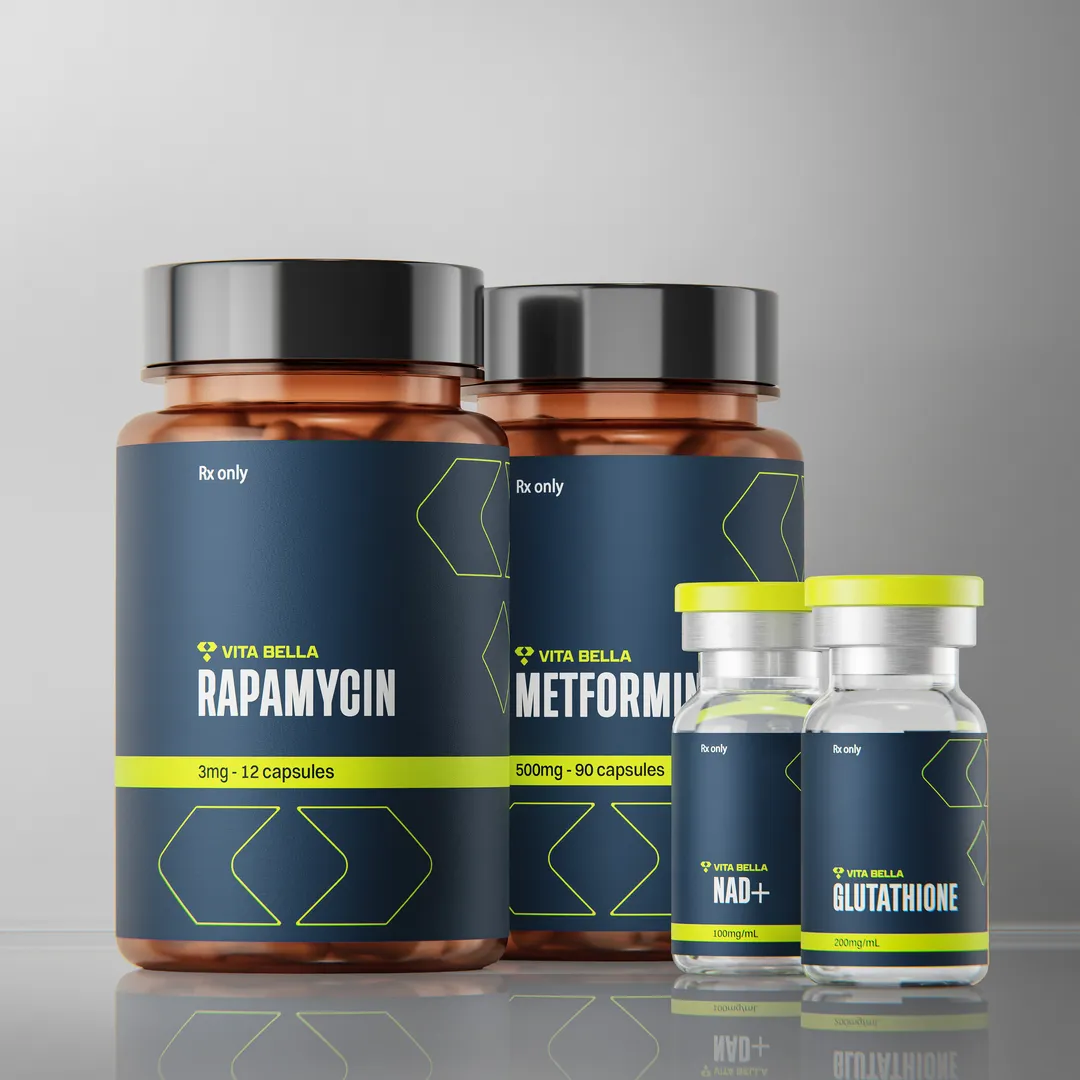 Rx only
VITA BELLA
RAPAMYCIN
3mg - 12 capsules
Rx only
VITA BELLA
METFORMIN
500mg - 90 capsules
Rx only
VITA BELLA
NAD+
100mg/mL
Rx only
VITA BELLA
GLUTATHIONE
200mg/mL